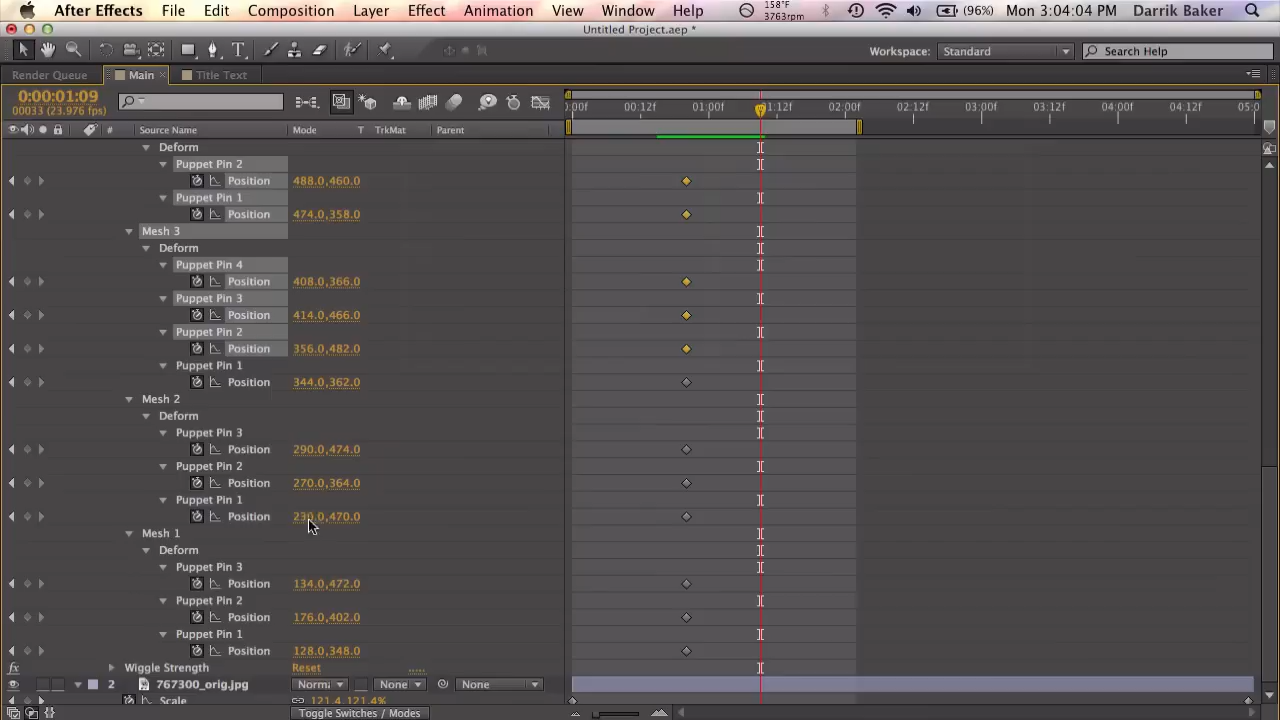 After Effects File Edit Composition Layer Effect Animation View Window Help 158°F 3763rpm (96%) Mon 3:04:04 PM Darrik Baker
Untitled Project.aep *
Workspace: Standard Search Help
Render Queue Main × Title Text
0:00:01:09
00033 (23.976 fps)
:00f 00:12f 01:00f 01:12f 02:00f 02:12f 03:00f 03:12f 04:00f 04:12f 05:0
# Source Name Mode T TrkMat Parent
Deform
Puppet Pin 2
Position 488.0,460.0
Puppet Pin 1
Position 474.0,358.0
Mesh 3
Deform
Puppet Pin 4
Position 408.0,366.0
Puppet Pin 3
Position 414.0,466.0
Puppet Pin 2
Position 356.0,482.0
Puppet Pin 1
Position 344.0,362.0
Mesh 2
Deform
Puppet Pin 3
Position 290.0,474.0
Puppet Pin 2
Position 270.0,364.0
Puppet Pin 1
Position 230.0,470.0
Mesh 1
Deform
Puppet Pin 3
Position 134.0,472.0
Puppet Pin 2
Position 176.0,402.0
Puppet Pin 1
Position 128.0,348.0
fx Wiggle Strength Reset .....
2 767300_orig.jpg Norma None None
Scale 121.4,121.4%
Toggle Switches / Modes